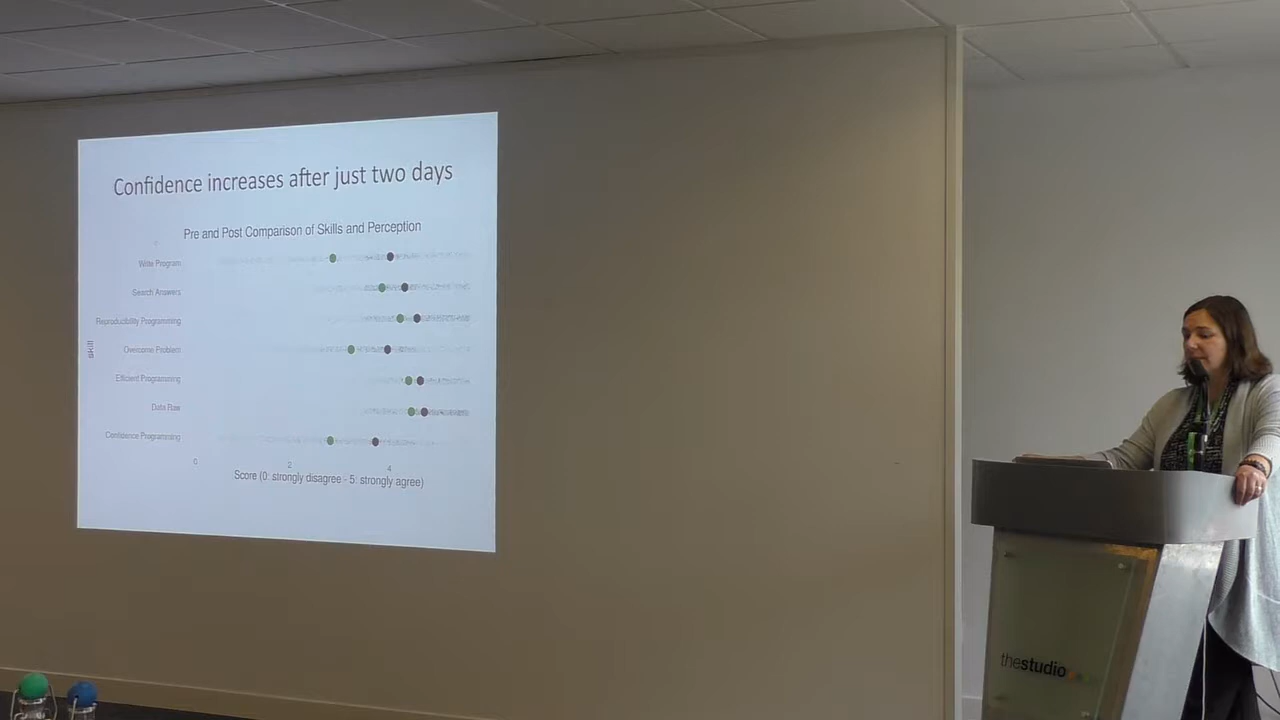 Confidence increases after just two days
Pre and Post Comparison of Skills and Perception
Write Program
Search Answers
Reproducibility Programming
Overcome Problem
Efficient Programming
Data Raw
Confidence Programming
skill
0
2
4
Score (0: strongly disagree - 5: strongly agree)
thestudio